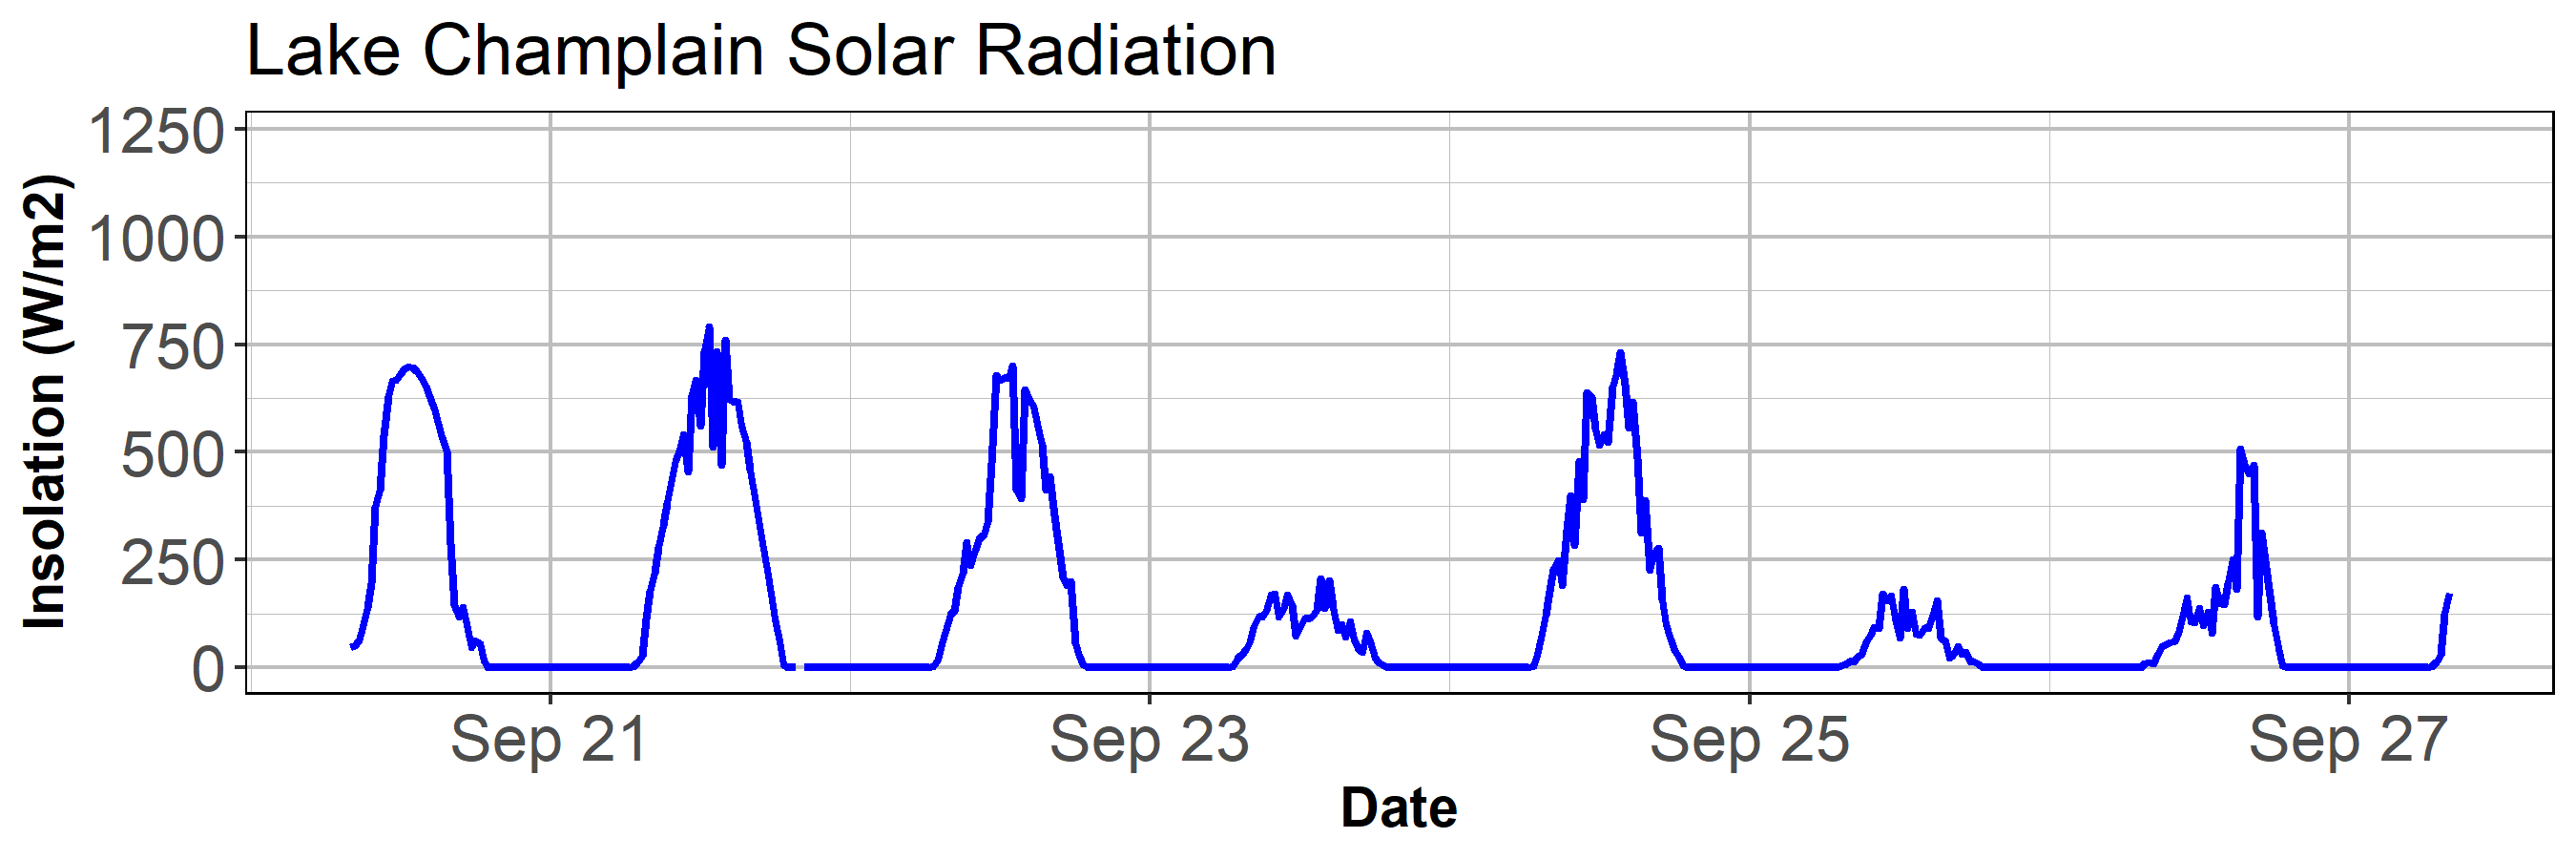 Lake Champlain Solar Radiation
1250
1000
750
500
250
0
Insolation (W/m2)
Sep 21
Sep 23
Sep 25
Sep 27
Date